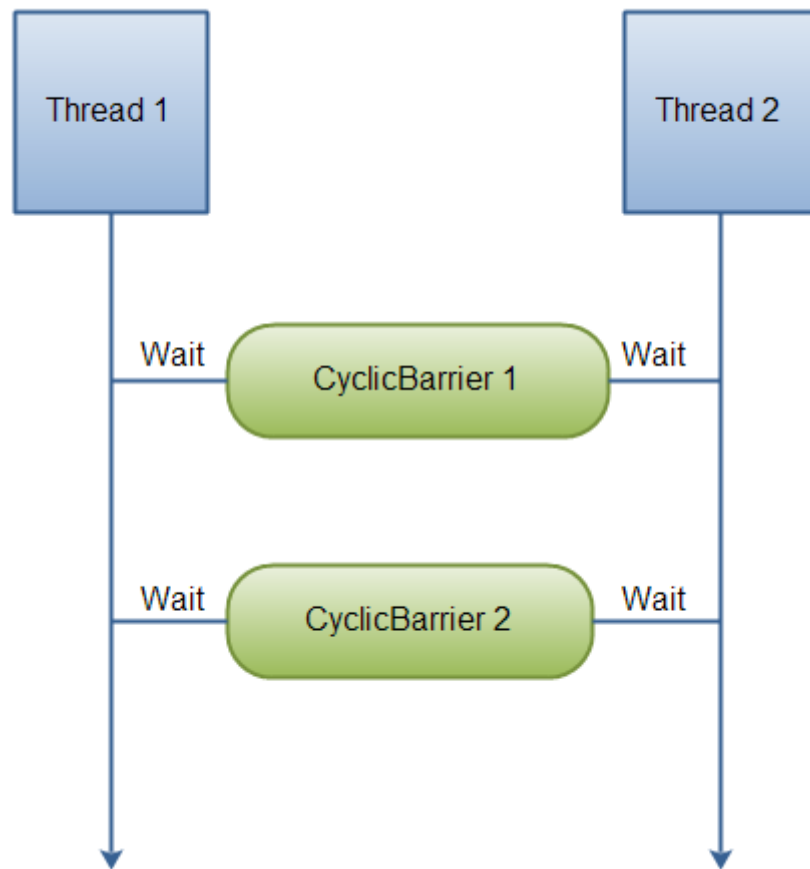 Thread 1
Thread 2
Wait
CyclicBarrier 1
Wait
Wait
CyclicBarrier 2
Wait